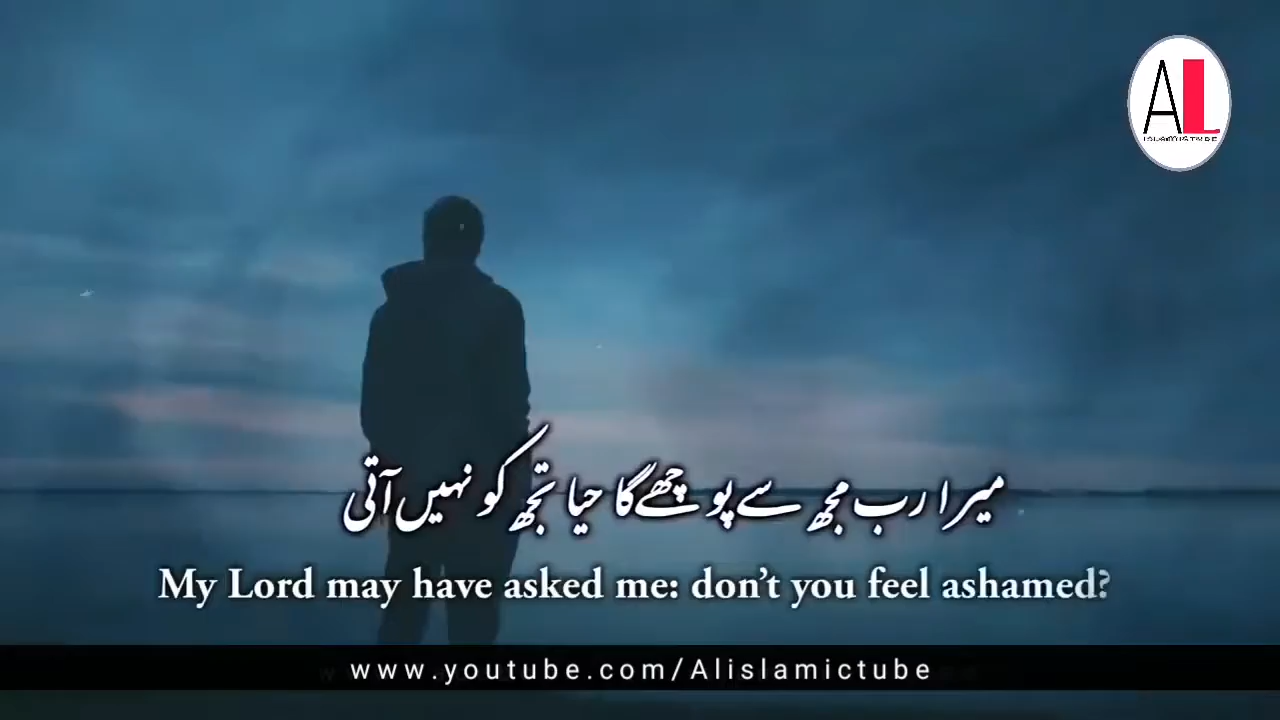 AL
ISLAMICTUBE
میرا رب مجھ سے پوچھے گا حیا تجھ کو نہیں آتی
My Lord may have asked me: don’t you feel ashamed?
www.youtube.com/Alislamictube